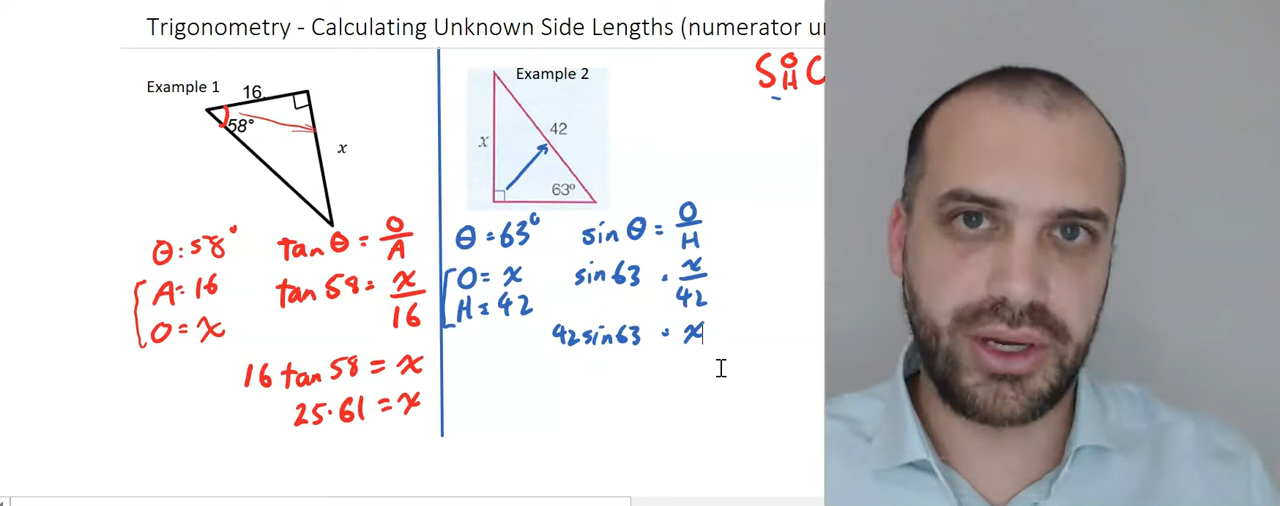 Trigonometry - Calculating Unknown Side Lengths (numerator
Example 1
16
58°
x
θ = 58°
A = 16
O = x
tan θ = O/A
tan 58 = x/16
16 tan 58 = x
25.61 = x
Example 2
x
42
63°
θ = 63°
O = x
H = 42
sin θ = O/H
sin 63 = x/42
42 sin 63 = x
S O H C